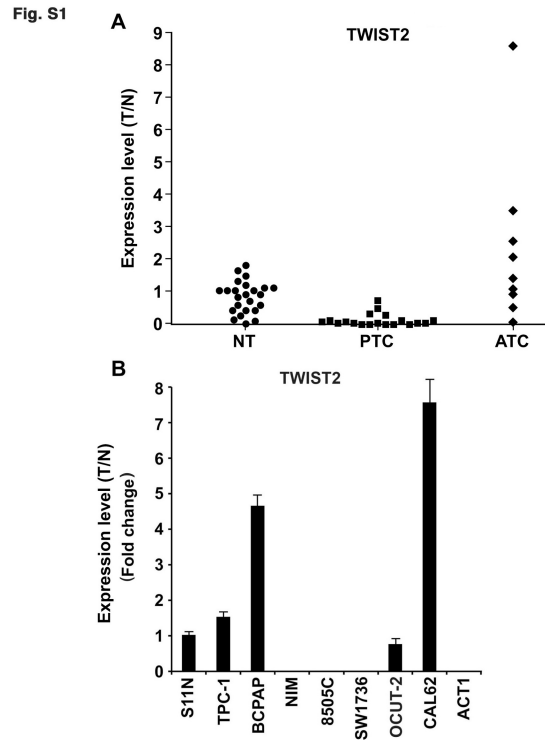 Fig. S1
A
TWIST2
Expression level (T/N)
9
8
7
6
5
4
3
2
1
0
NT PTC ATC
B
TWIST2
Expression level (T/N)
(Fold change)
8
7
6
5
4
3
2
1
0
S11N TPC-1 BCPAP NIM 8505C SW1736 OCUT-2 CAL62 ACT1